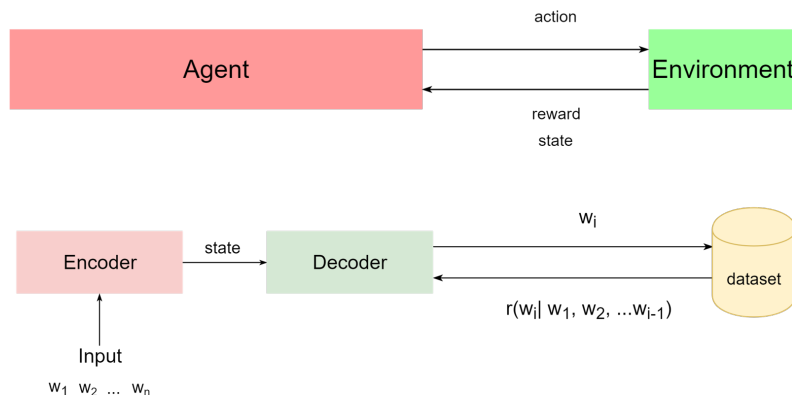 action
Agent
Environment
reward
state
wᵢ
state
Encoder
Decoder
dataset
r(wᵢ| w₁, w₂, ...wᵢ₋₁)
Input
w₁ w₂ ... wₙ